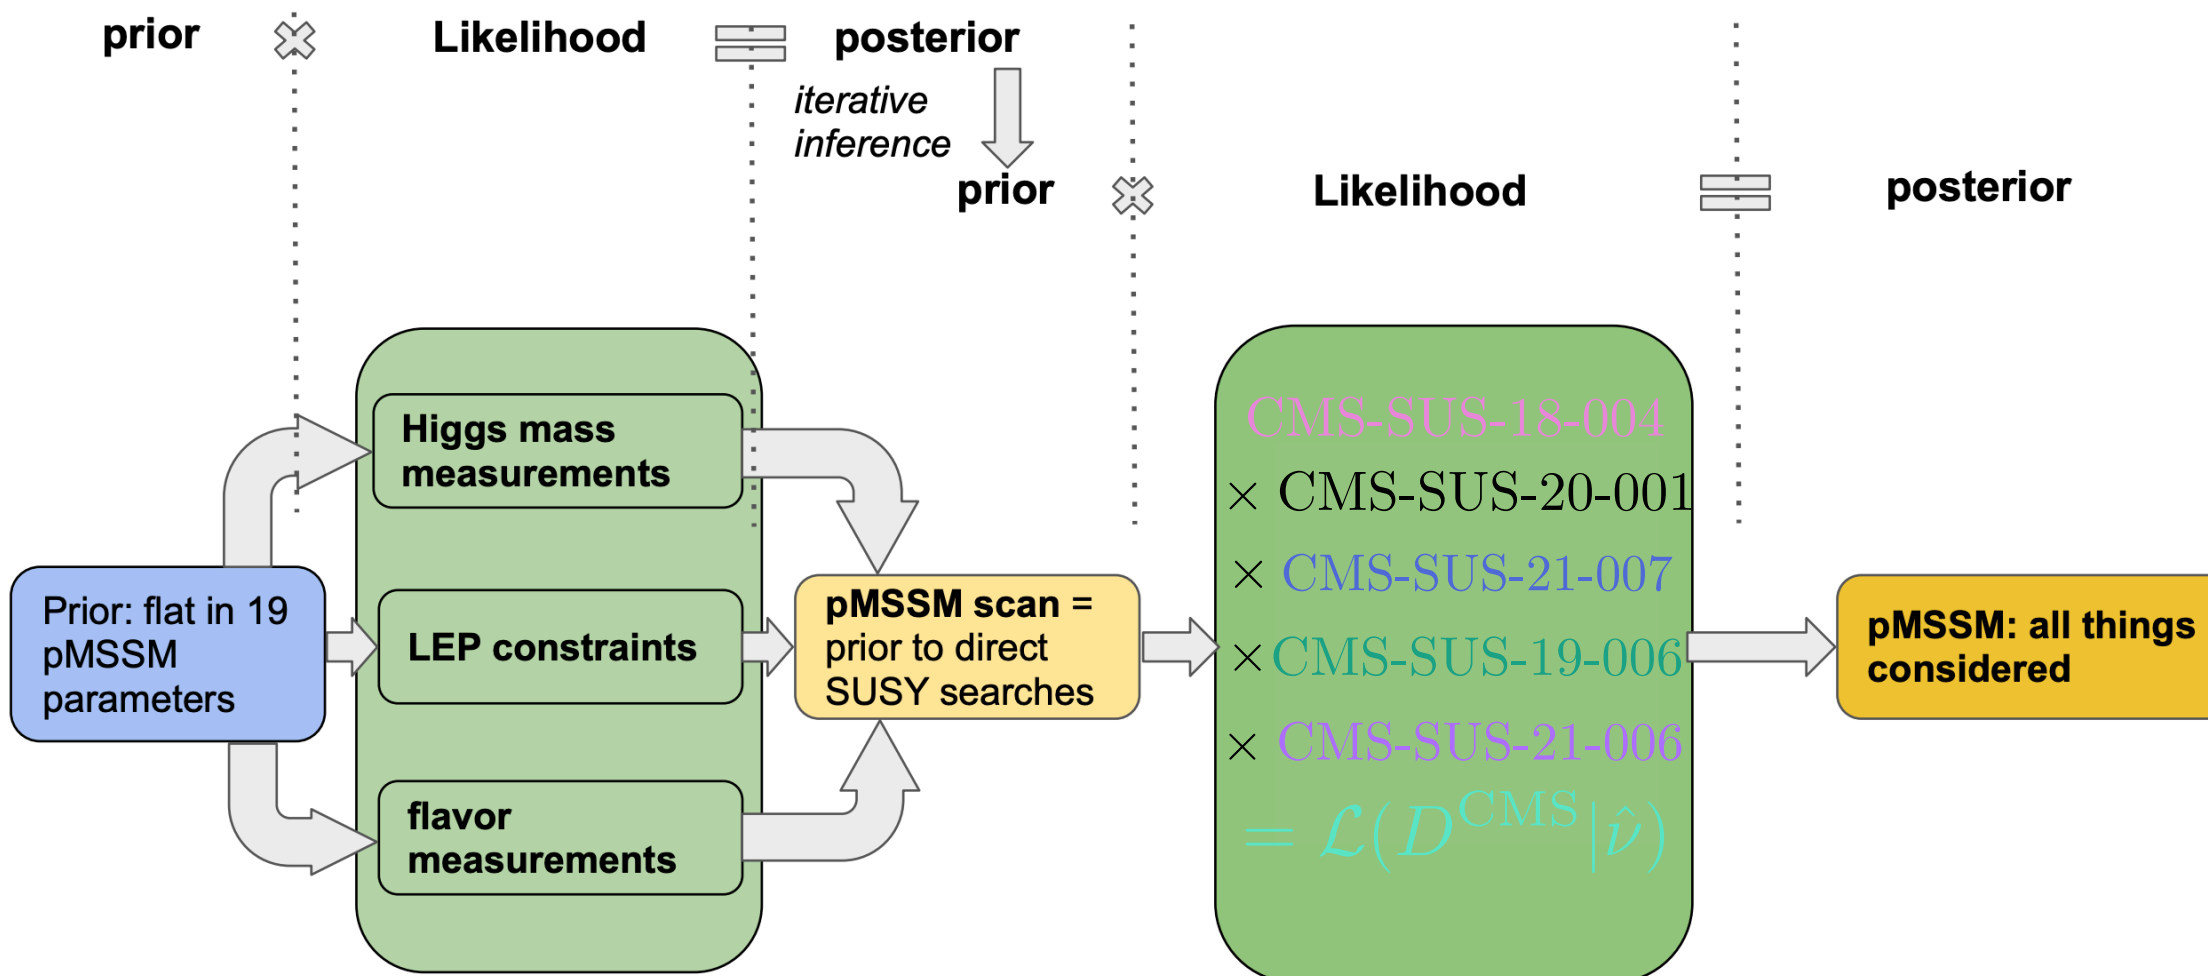 prior
Likelihood
posterior
iterative
inference
prior
Likelihood
posterior
Prior: flat in 19
pMSSM
parameters
Higgs mass
measurements
LEP constraints
flavor
measurements
pMSSM scan =
prior to direct
SUSY searches
CMS-SUS-18-004
× CMS-SUS-20-001
× CMS-SUS-21-007
× CMS-SUS-19-006
× CMS-SUS-21-006
= ℒ(D^CMS|ν̂)
pMSSM: all things
considered